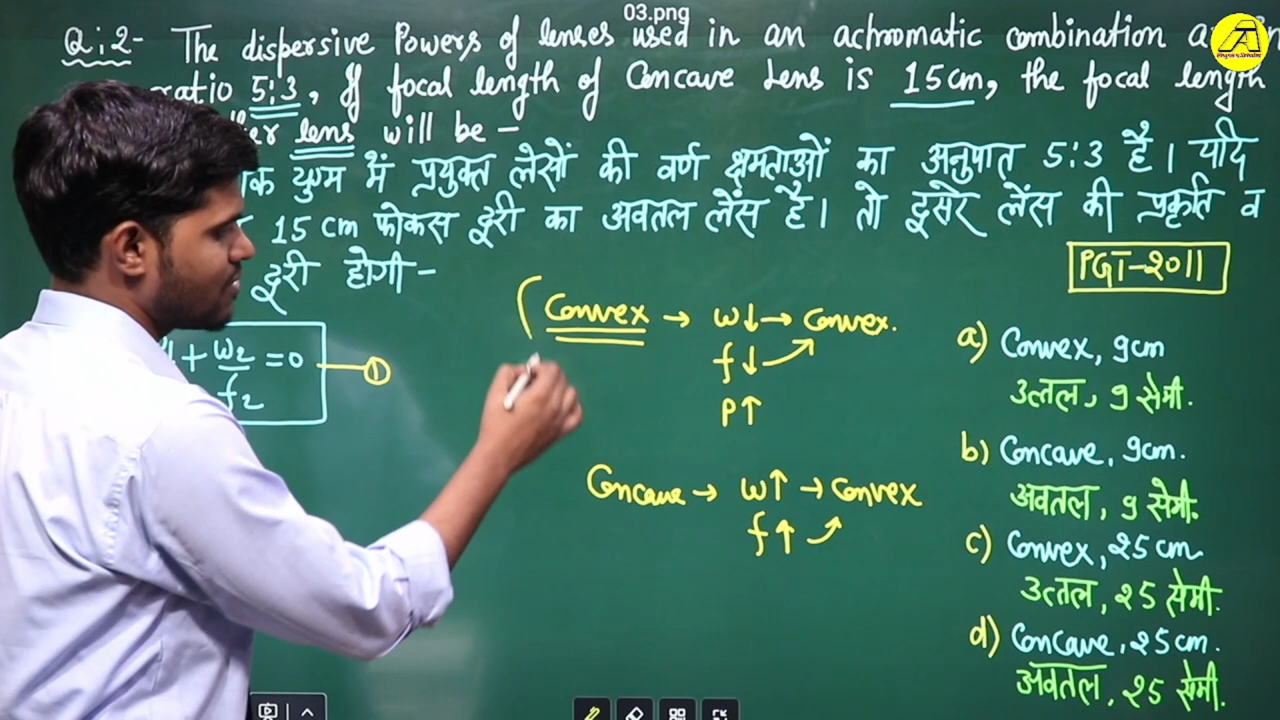 03.png
Q:2- The dispersive Powers of lenses used in an achromatic combination a
ratio 5:3, If focal length of Concave Lens is 15cm, the focal length
lens will be -
युग्म में प्रयुक्त लेंसों की वर्ण क्षमताओं का अनुपात 5:3 है। यदि
15 cm फोकस दूरी का अवतल लेंस है। तो दूसरे लेंस की प्रकृति व
दूरी होगी-
PGT-2011
Convex → w↓ → Convex.
f↓
P↑
+ w2/f2 = 0 — 1
Concave → w↑ → Convex
f↑
a) Convex, 9cm
उत्तल, 9 सेमी.
b) Concave, 9cm.
अवतल, 9 सेमी.
c) Convex, 25 cm
उत्तल, 25 सेमी.
d) Concave, 25cm.
अवतल, 25 सेमी.